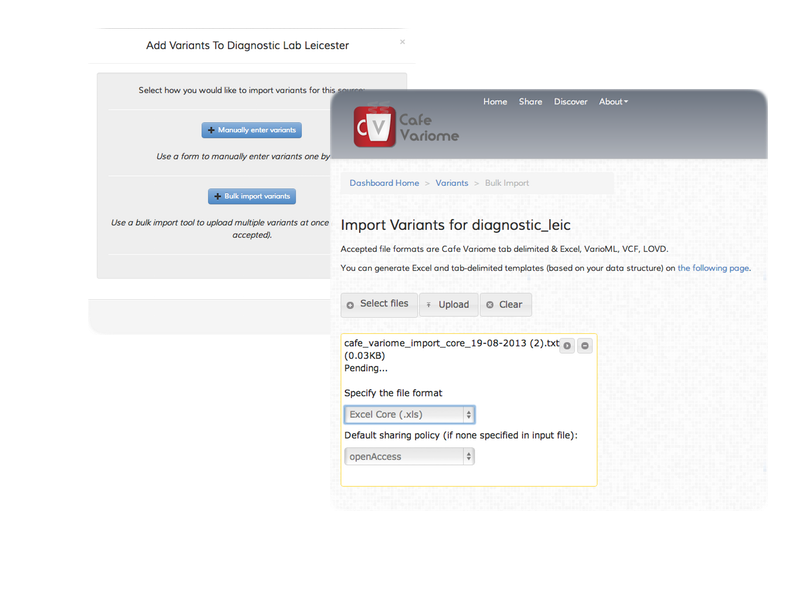 Add Variants To Diagnostic Lab Leicester
×
Select how you would like to import variants for this source:
Manually enter variants
Use a form to manually enter variants one by
Bulk import variants
Use a bulk import tool to upload multiple variants at once
accepted).
Home Share Discover About
CV Cafe
Variome
Dashboard Home > Variants > Bulk Import
Import Variants for diagnostic_leic
Accepted file formats are Cafe Variome tab delimited & Excel, VarioML, VCF, LOVD.
You can generate Excel and tab-delimited templates (based on your data structure) on the following page.
Select files Upload Clear
cafe_variome_import_core_19-08-2013 (2).txt
(0.03KB)
Pending...
Specify the file format
Excel Core (.xls)
Default sharing policy (if none specified in input file):
openAccess